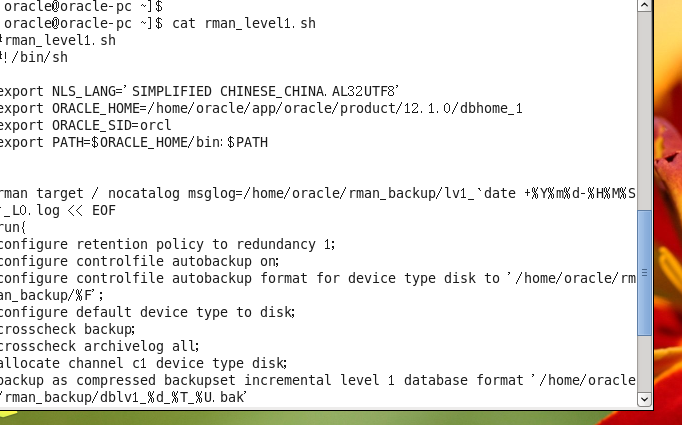 oracle@oracle-pc ~]$
oracle@oracle-pc ~]$ cat rman_level1.sh
#rman_level1.sh
#!/bin/sh
export NLS_LANG='SIMPLIFIED CHINESE_CHINA.AL32UTF8'
export ORACLE_HOME=/home/oracle/app/oracle/product/12.1.0/dbhome_1
export ORACLE_SID=orcl
export PATH=$ORACLE_HOME/bin:$PATH
rman target / nocatalog msglog=/home/oracle/rman_backup/lv1_`date +%Y%m%d-%H%M%S
`_L0.log << EOF
run{
configure retention policy to redundancy 1;
configure controlfile autobackup on;
configure controlfile autobackup format for device type disk to '/home/oracle/rm
an_backup/%F';
configure default device type to disk;
crosscheck backup;
crosscheck archivelog all;
allocate channel c1 device type disk;
backup as compressed backupset incremental level 1 database format '/home/oracle
/rman_backup/dblv1_%d_%T_%U.bak'